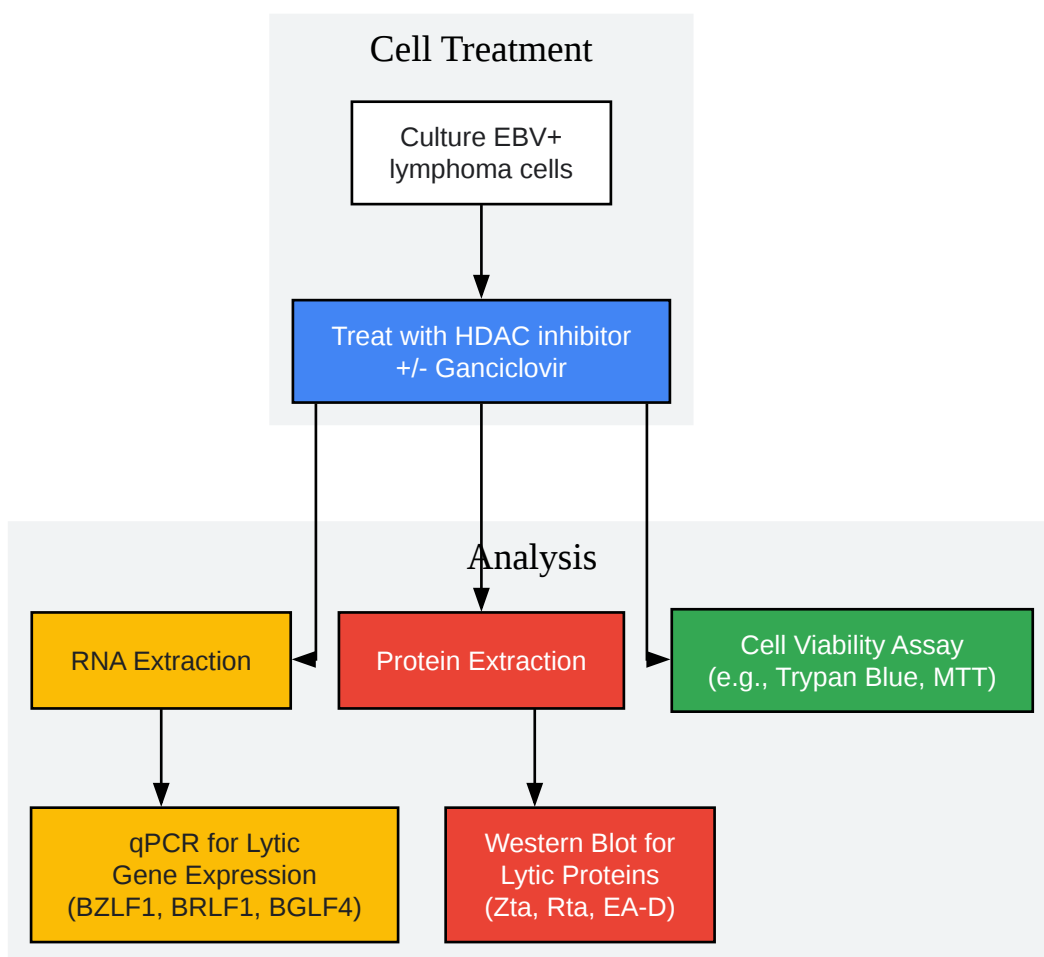 Cell Treatment
Culture EBV+
lymphoma cells
Treat with HDAC inhibitor
+/- Ganciclovir
Analysis
RNA Extraction
Protein Extraction
Cell Viability Assay
(e.g., Trypan Blue, MTT)
qPCR for Lytic
Gene Expression
(BZLF1, BRLF1, BGLF4)
Western Blot for
Lytic Proteins
(Zta, Rta, EA-D)